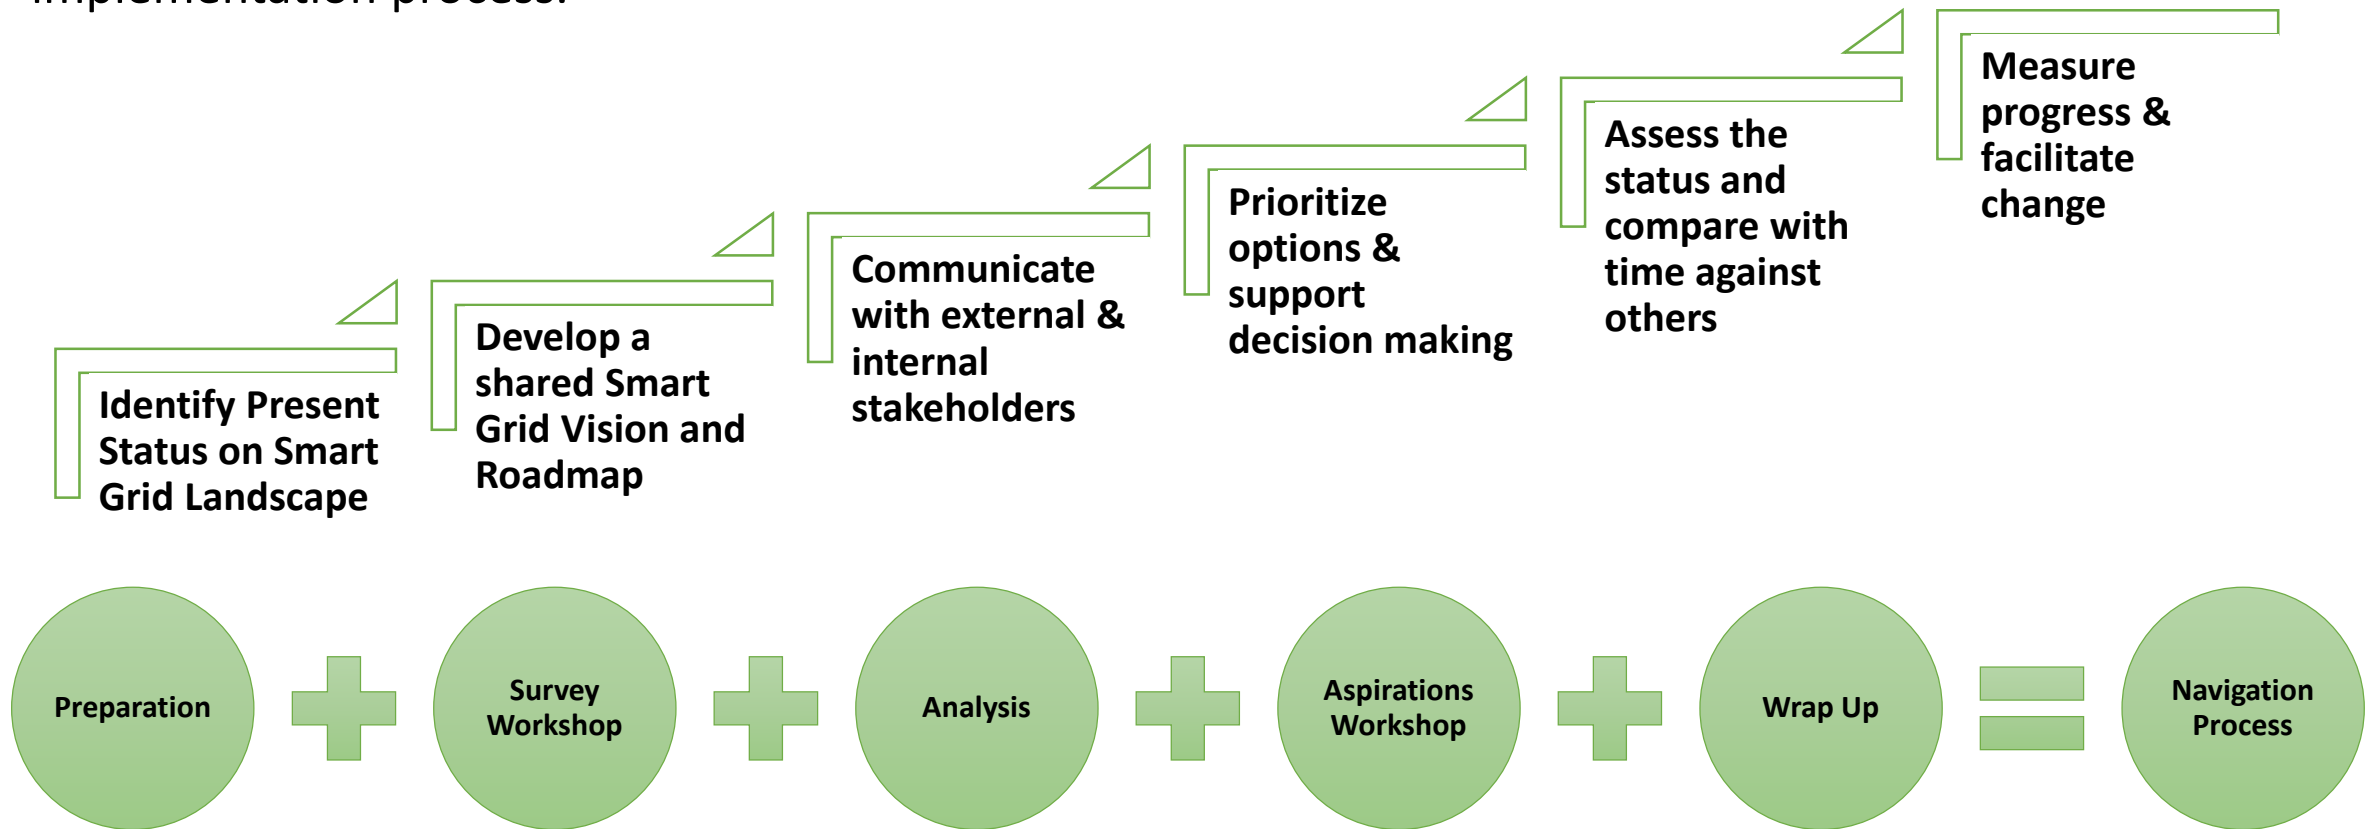 implementation process.
Identify Present
Status on Smart
Grid Landscape
Develop a
shared Smart
Grid Vision and
Roadmap
Communicate
with external &
internal
stakeholders
Prioritize
options &
support
decision making
Assess the
status and
compare with
time against
others
Measure
progress &
facilitate
change
Preparation
Survey
Workshop
Analysis
Aspirations
Workshop
Wrap Up
Navigation
Process